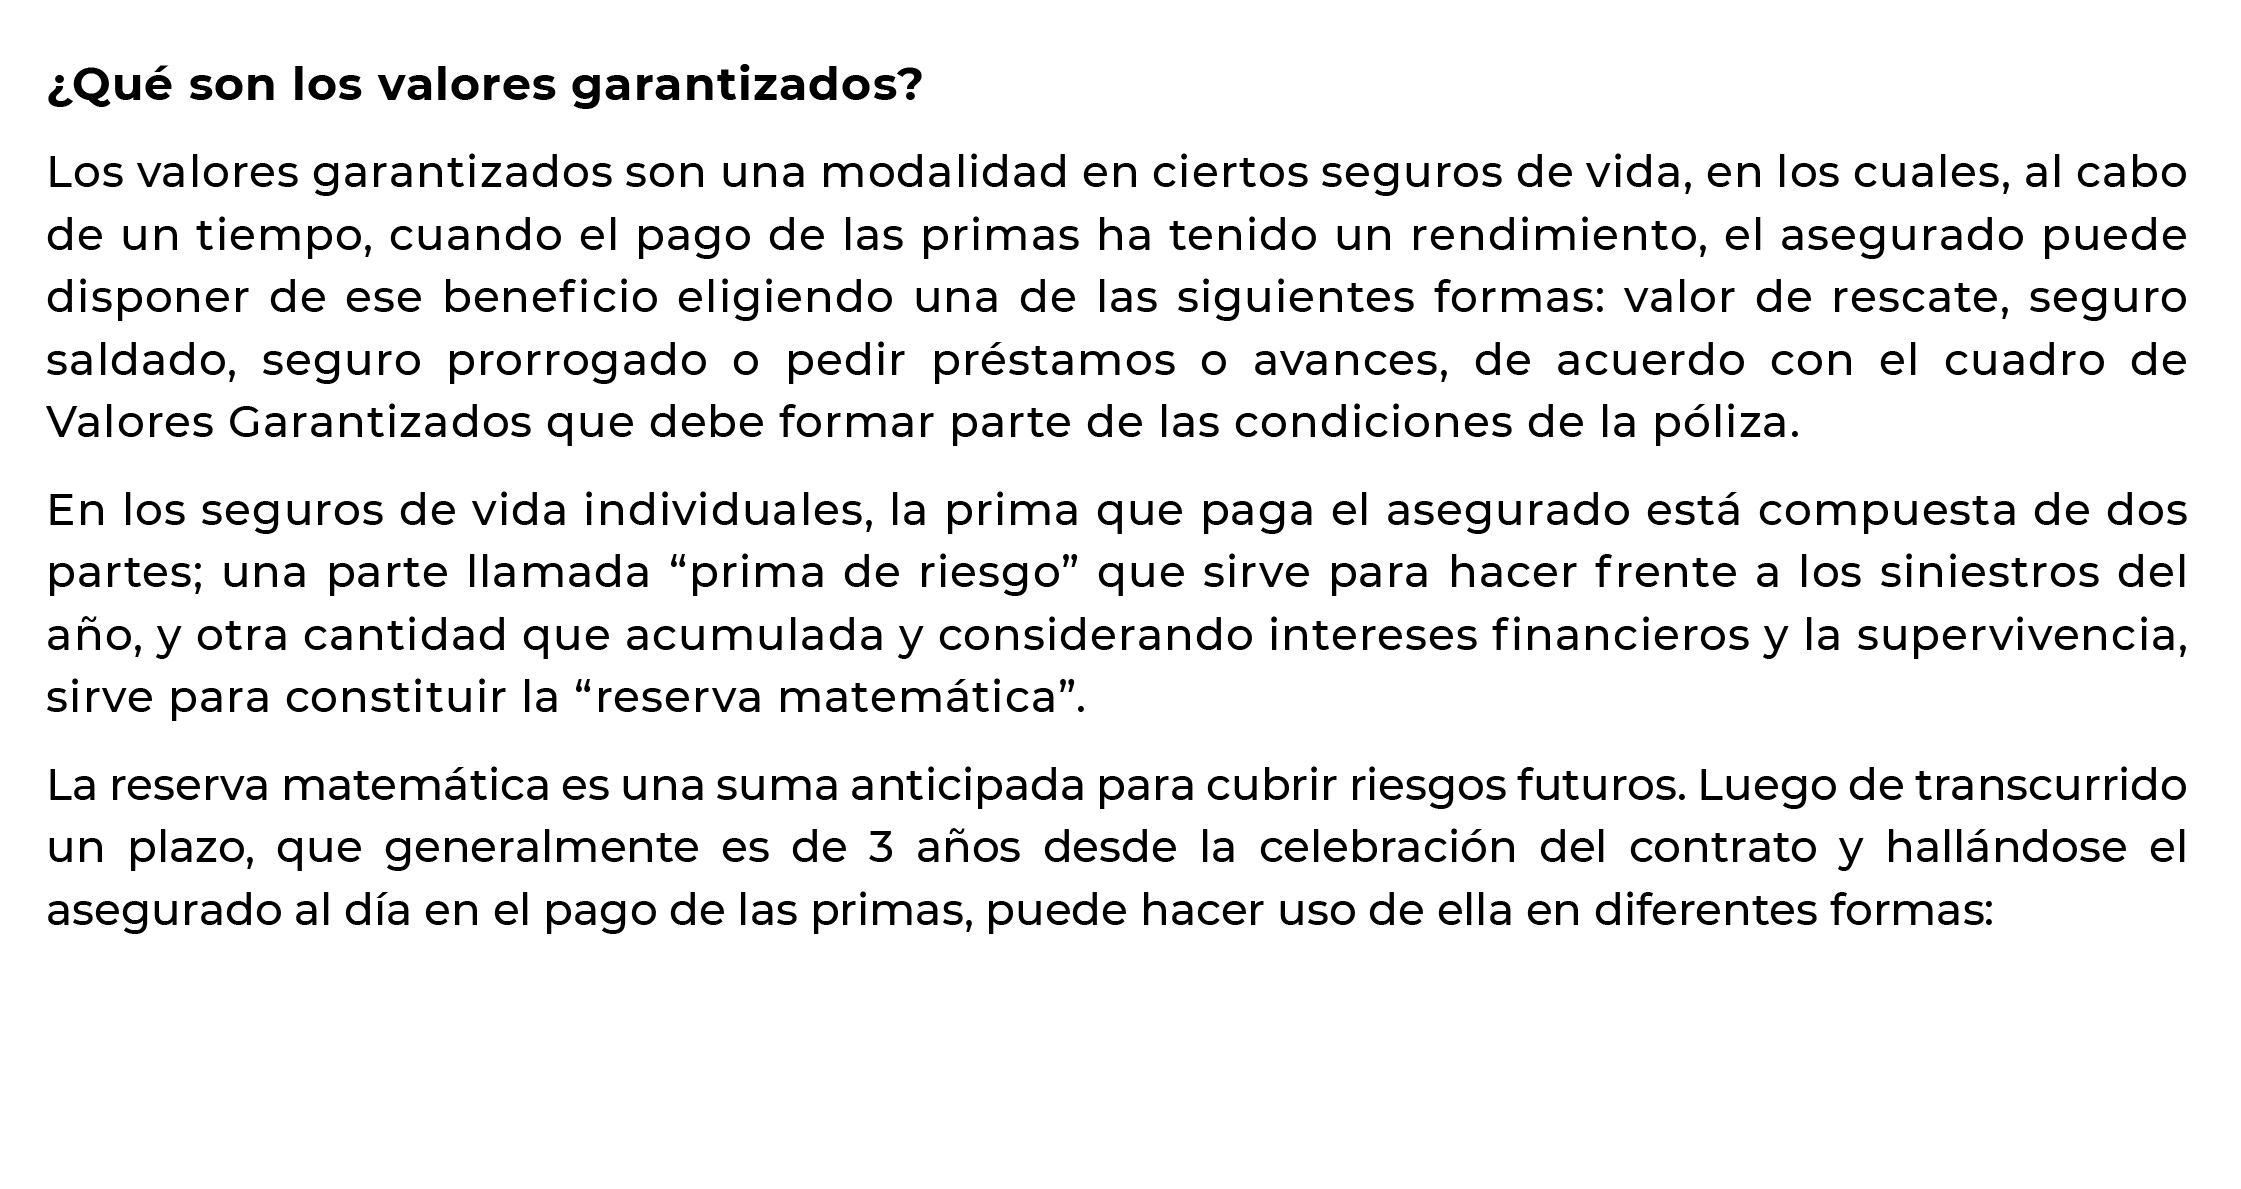 ¿Qué son los valores garantizados?
Los valores garantizados son una modalidad en ciertos seguros de vida, en los cuales, al cabo
de un tiempo, cuando el pago de las primas ha tenido un rendimiento, el asegurado puede
disponer de ese beneficio eligiendo una de las siguientes formas: valor de rescate, seguro
saldado, seguro prorrogado o pedir préstamos o avances, de acuerdo con el cuadro de
Valores Garantizados que debe formar parte de las condiciones de la póliza.
En los seguros de vida individuales, la prima que paga el asegurado está compuesta de dos
partes; una parte llamada “prima de riesgo” que sirve para hacer frente a los siniestros del
año, y otra cantidad que acumulada y considerando intereses financieros y la supervivencia,
sirve para constituir la “reserva matemática”.
La reserva matemática es una suma anticipada para cubrir riesgos futuros. Luego de transcurrido
un plazo, que generalmente es de 3 años desde la celebración del contrato y hallándose el
asegurado al día en el pago de las primas, puede hacer uso de ella en diferentes formas: